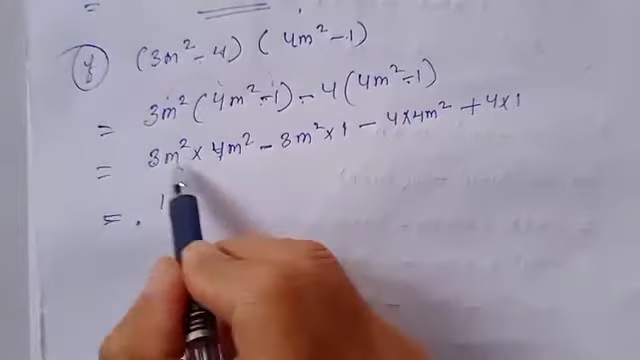 =
f (3m² - 4) (4m² - 1)
= 3m² (4m² - 1) - 4 (4m² - 1)
= 3m² × 4m² - 3m² × 1 - 4 × 4m² + 4 × 1
= . 1